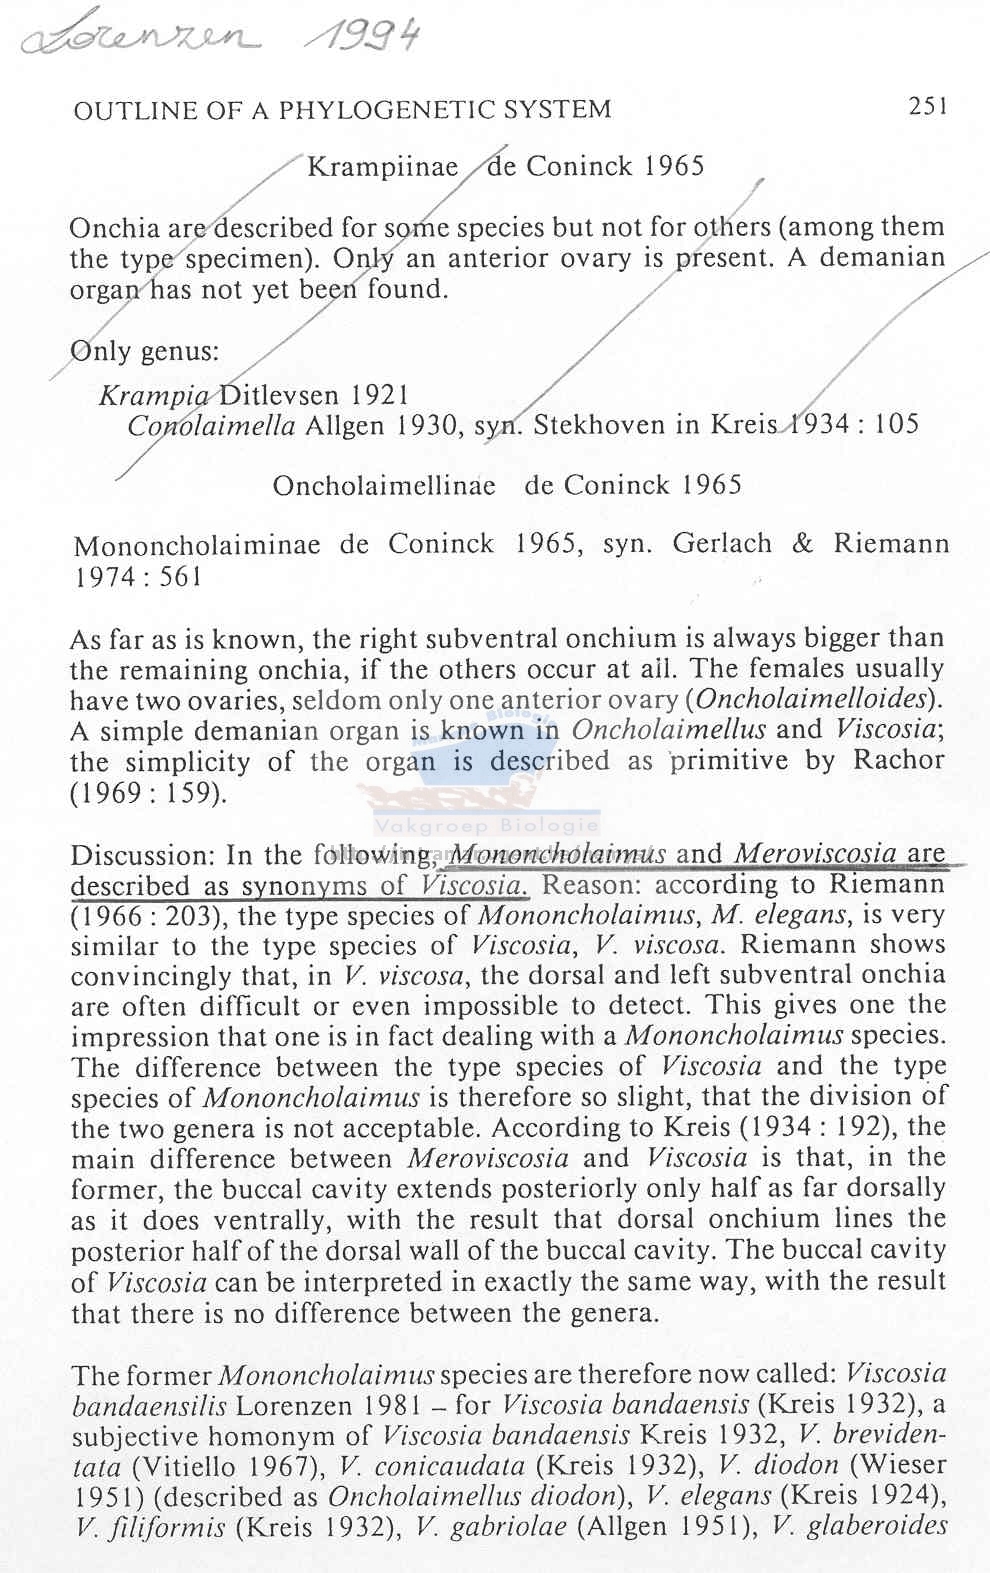 Lorenzen 1994
OUTLINE OF A PHYLOGENETIC SYSTEM 251
Krampiinae de Coninck 1965
Onchia are described for some species but not for others (among them
the type specimen). Only an anterior ovary is present. A demanian
organ has not yet been found.
Only genus:
Krampia Ditlevsen 1921
Conolaimella Allgen 1930, syn. Stekhoven in Kreis 1934 : 105
Oncholaimellinae de Coninck 1965
Mononcholaiminae de Coninck 1965, syn. Gerlach & Riemann
1974 : 561
As far as is known, the right subventral onchium is always bigger than
the remaining onchia, if the others occur at all. The females usually
have two ovaries, seldom only one anterior ovary (Oncholaimelloides).
A simple demanian organ is known in Oncholaimellus and Viscosia;
the simplicity of the organ is described as primitive by Rachor
(1969 : 159).
Vakgroep Biologie
Discussion: In the following, Mononcholaimus and Meroviscosia are
described as synonyms of Viscosia. Reason: according to Riemann
(1966 : 203), the type species of Mononcholaimus, M. elegans, is very
similar to the type species of Viscosia, V. viscosa. Riemann shows
convincingly that, in V. viscosa, the dorsal and left subventral onchia
are often difficult or even impossible to detect. This gives one the
impression that one is in fact dealing with a Mononcholaimus species.
The difference between the type species of Viscosia and the type
species of Mononcholaimus is therefore so slight, that the division of
the two genera is not acceptable. According to Kreis (1934 : 192), the
main difference between Meroviscosia and Viscosia is that, in the
former, the buccal cavity extends posteriorly only half as far dorsally
as it does ventrally, with the result that dorsal onchium lines the
posterior half of the dorsal wall of the buccal cavity. The buccal cavity
of Viscosia can be interpreted in exactly the same way, with the result
that there is no difference between the genera.
The former Mononcholaimus species are therefore now called: Viscosia
bandaensilis Lorenzen 1981 – for Viscosia bandaensis (Kreis 1932), a
subjective homonym of Viscosia bandaensis Kreis 1932, V. breviden-
tata (Vitiello 1967), V. conicaudata (Kreis 1932), V. diodon (Wieser
1951) (described as Oncholaimellus diodon), V. elegans (Kreis 1924),
V. filiformis (Kreis 1932), V. gabriolae (Allgen 1951), V. glaberoides